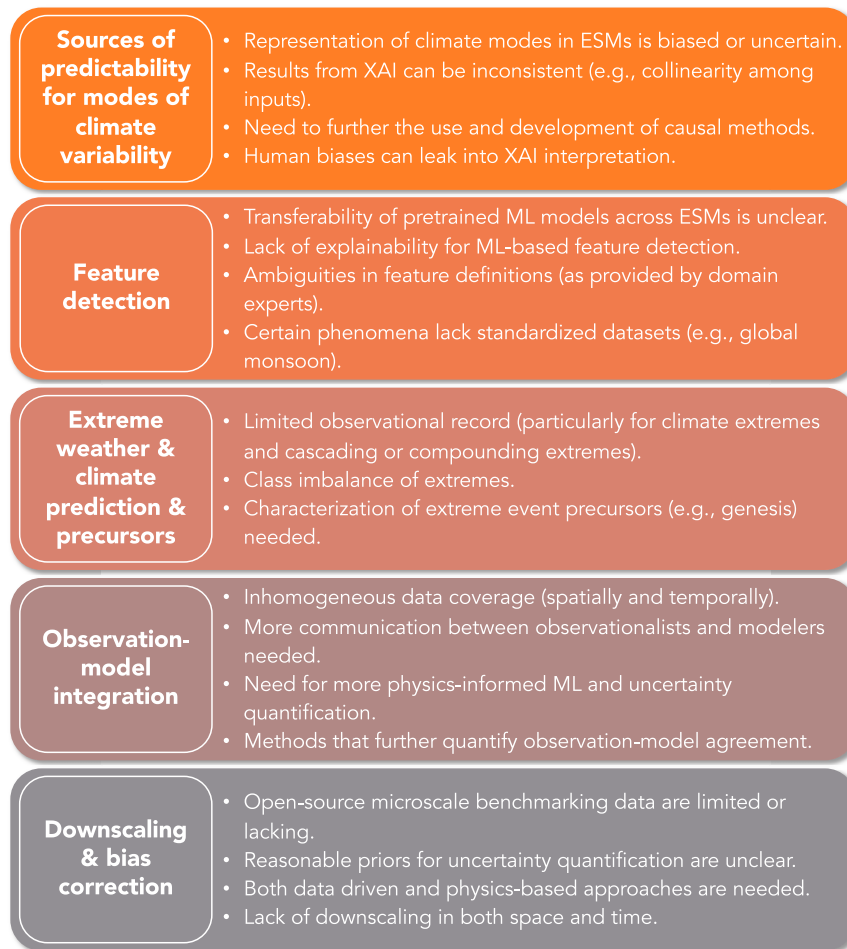 Sources of
predictability
for modes of
climate
variability
• Representation of climate modes in ESMs is biased or uncertain.
• Results from XAI can be inconsistent (e.g., collinearity among
inputs).
• Need to further the use and development of causal methods.
• Human biases can leak into XAI interpretation.
Feature
detection
• Transferability of pretrained ML models across ESMs is unclear.
• Lack of explainability for ML-based feature detection.
• Ambiguities in feature definitions (as provided by domain
experts).
• Certain phenomena lack standardized datasets (e.g., global
monsoon).
Extreme
weather &
climate
prediction &
precursors
• Limited observational record (particularly for climate extremes
and cascading or compounding extremes).
• Class imbalance of extremes.
• Characterization of extreme event precursors (e.g., genesis)
needed.
Observation-
model
integration
• Inhomogeneous data coverage (spatially and temporally).
• More communication between observationalists and modelers
needed.
• Need for more physics-informed ML and uncertainty
quantification.
• Methods that further quantify observation-model agreement.
Downscaling
& bias
correction
• Open-source microscale benchmarking data are limited or
lacking.
• Reasonable priors for uncertainty quantification are unclear.
• Both data driven and physics-based approaches are needed.
• Lack of downscaling in both space and time.